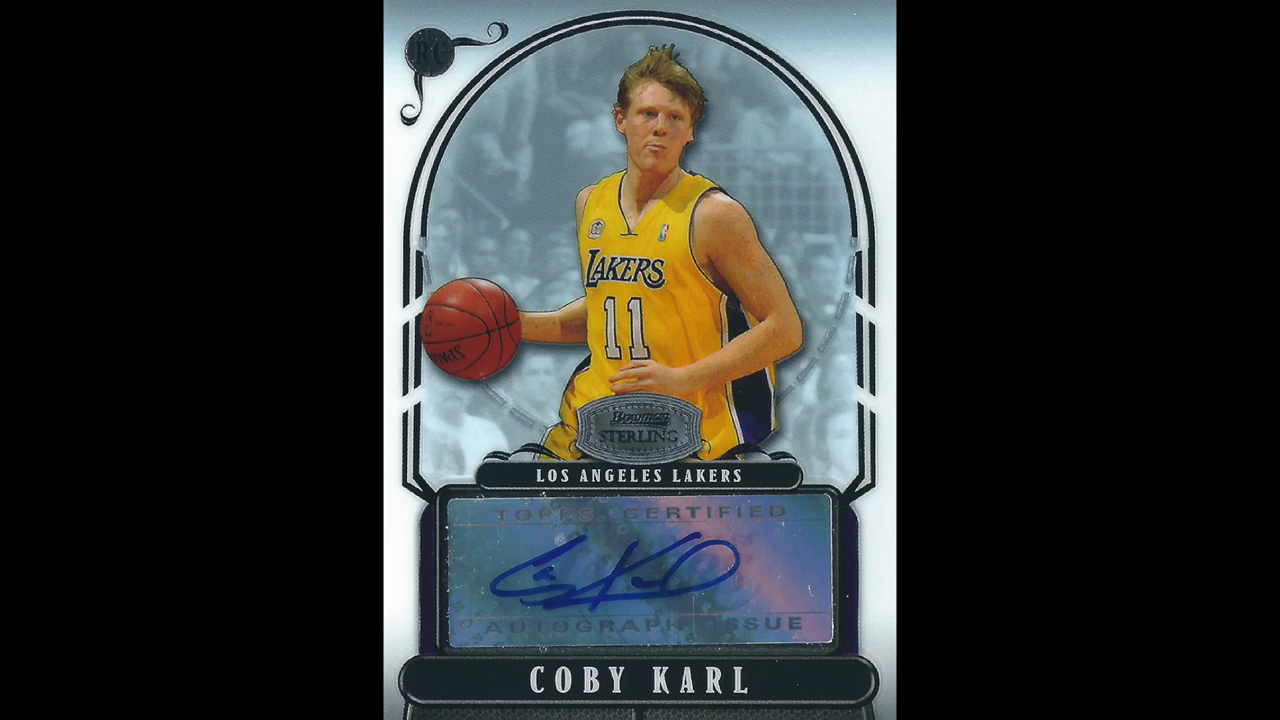 RC
LAKERS
11
Bowman
STERLING
LOS ANGELES LAKERS
TOPPS CERTIFIED
AUTOGRAPH ISSUE
COBY KARL